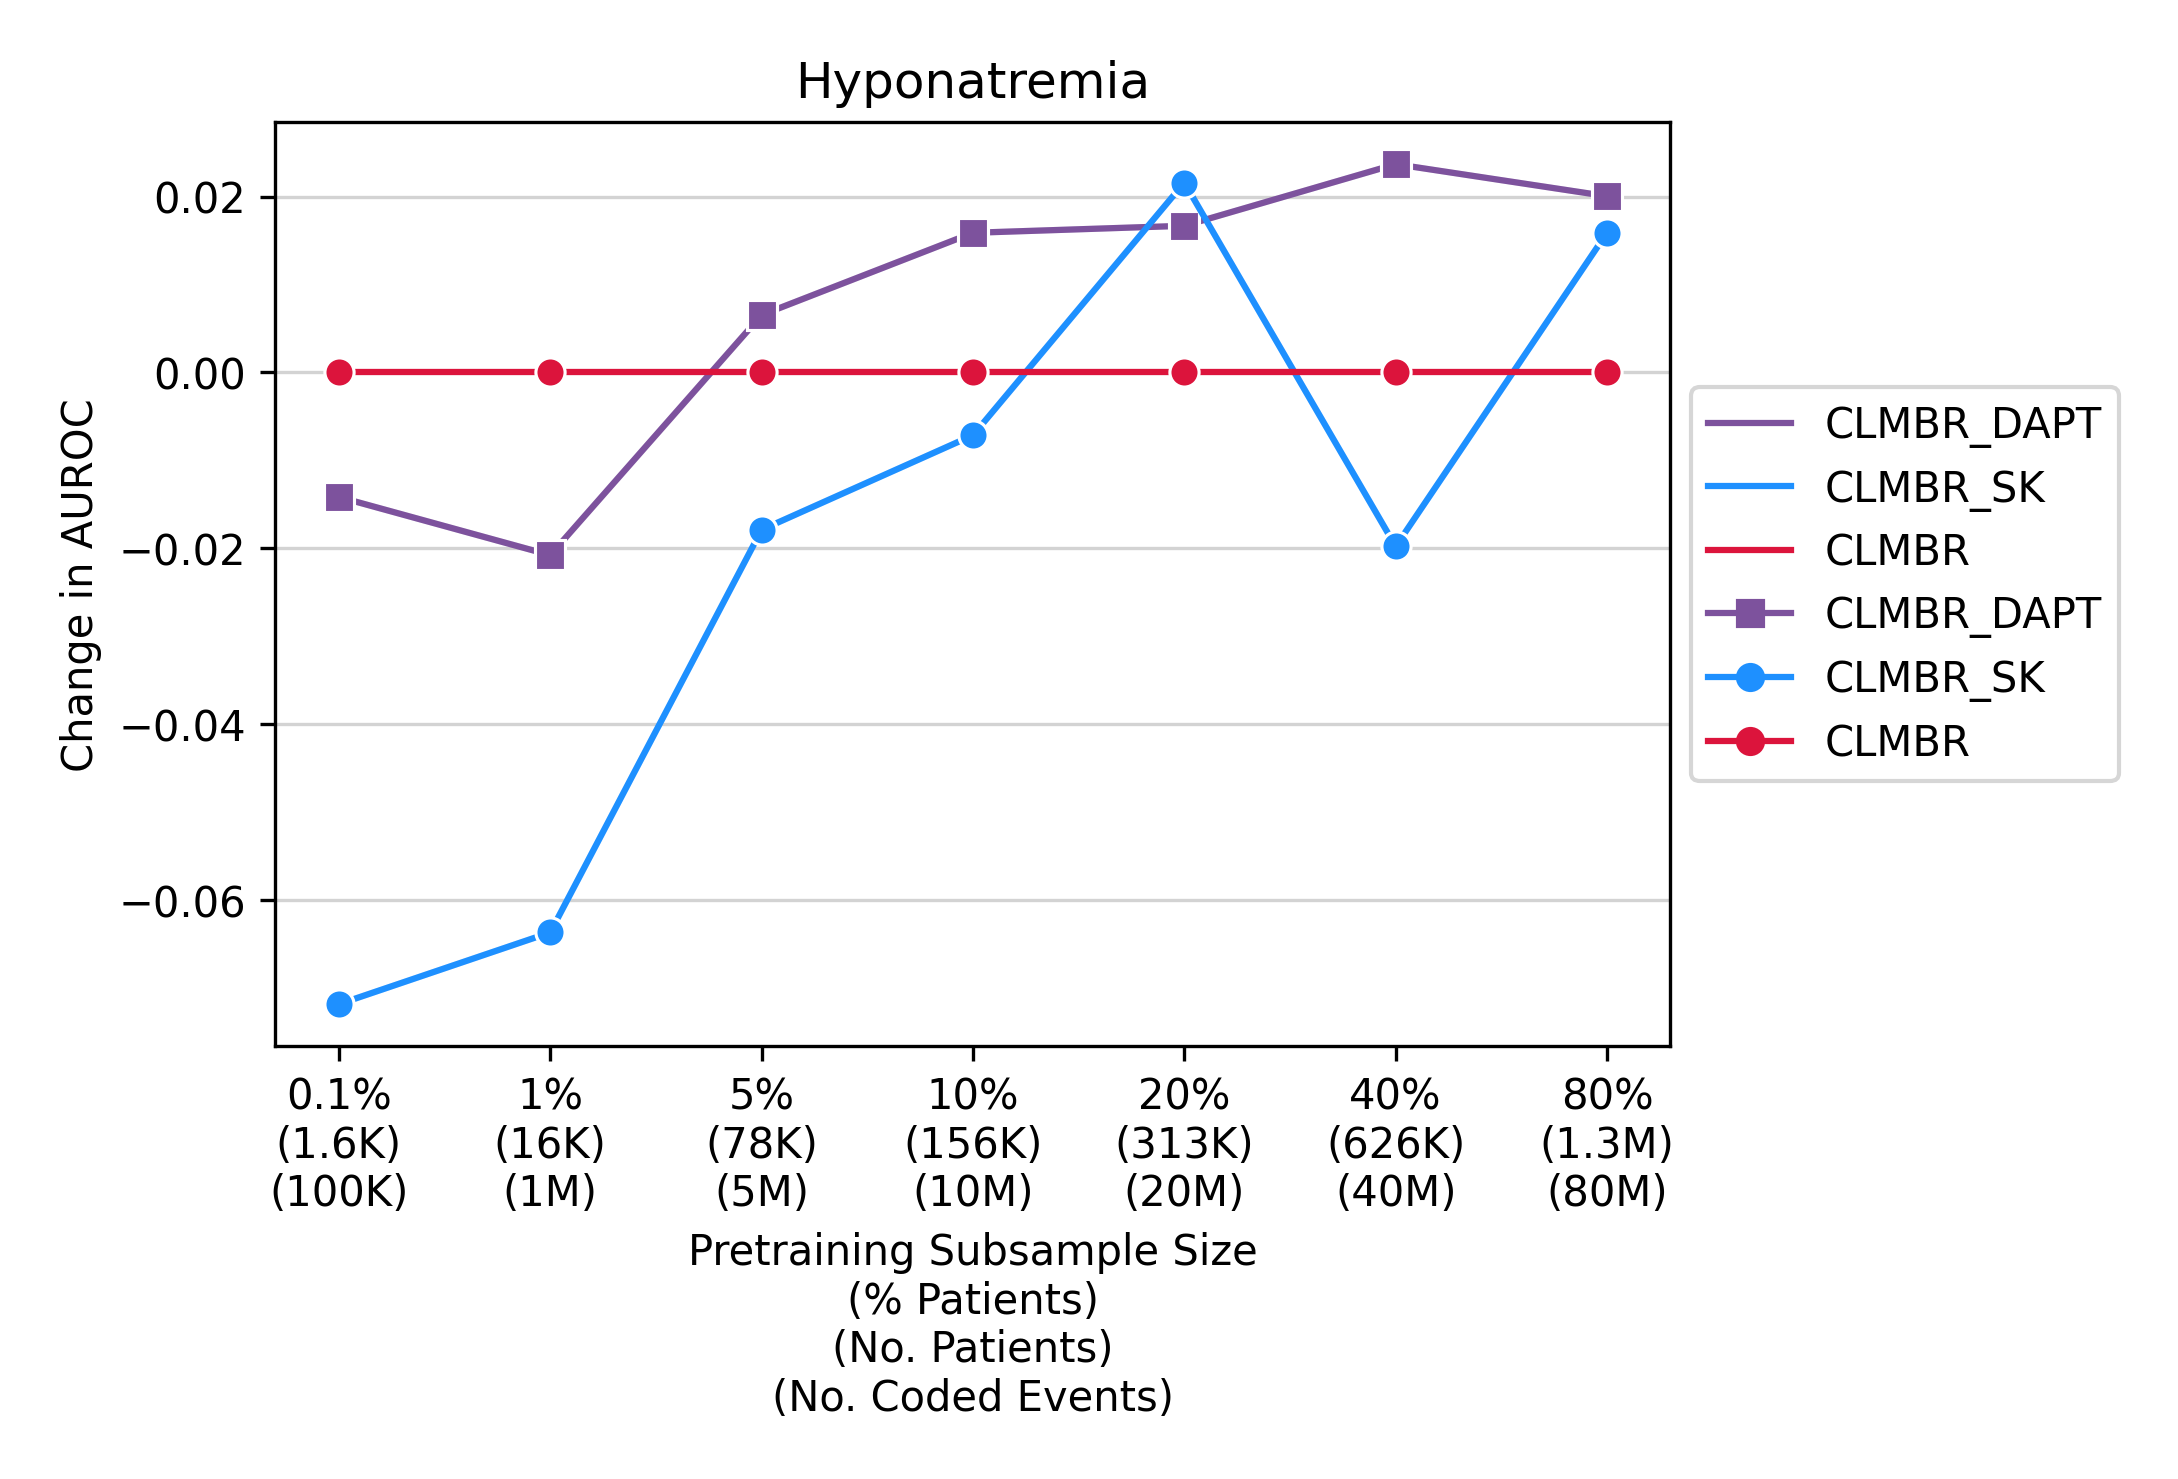 Hyponatremia
0.02
0.00
−0.02
−0.04
−0.06
Change in AUROC
0.1% 1% 5% 10% 20% 40% 80%
(1.6K) (16K) (78K) (156K) (313K) (626K) (1.3M)
(100K) (1M) (5M) (10M) (20M) (40M) (80M)
Pretraining Subsample Size
(% Patients)
(No. Patients)
(No. Coded Events)
CLMBR_DAPT
CLMBR_SK
CLMBR
CLMBR_DAPT
CLMBR_SK
CLMBR